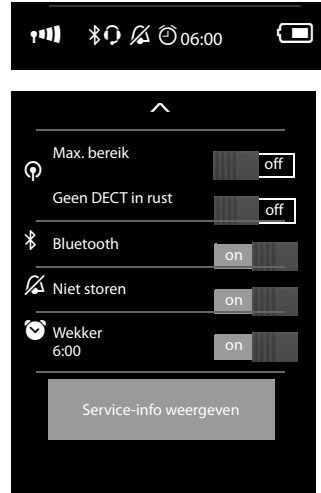 06:00
Max. bereik
off
Geen DECT in rust
off
Bluetooth
on
Niet storen
on
Wekker
6:00
on
Service-info weergeven